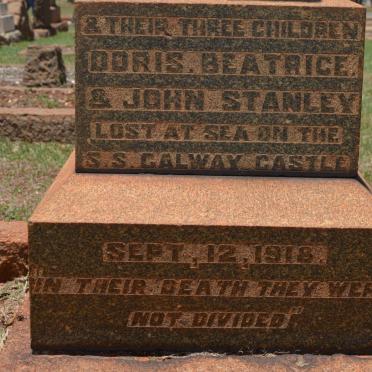 & THEIR THREE CHILDREN
DORIS, BEATRICE,
& JOHN STANLEY
LOST AT SEA ON THE
S.S. GALWAY CASTLE
SEPT. 12, 1918.
"IN THEIR DEATH THEY WER
NOT DIVIDED"